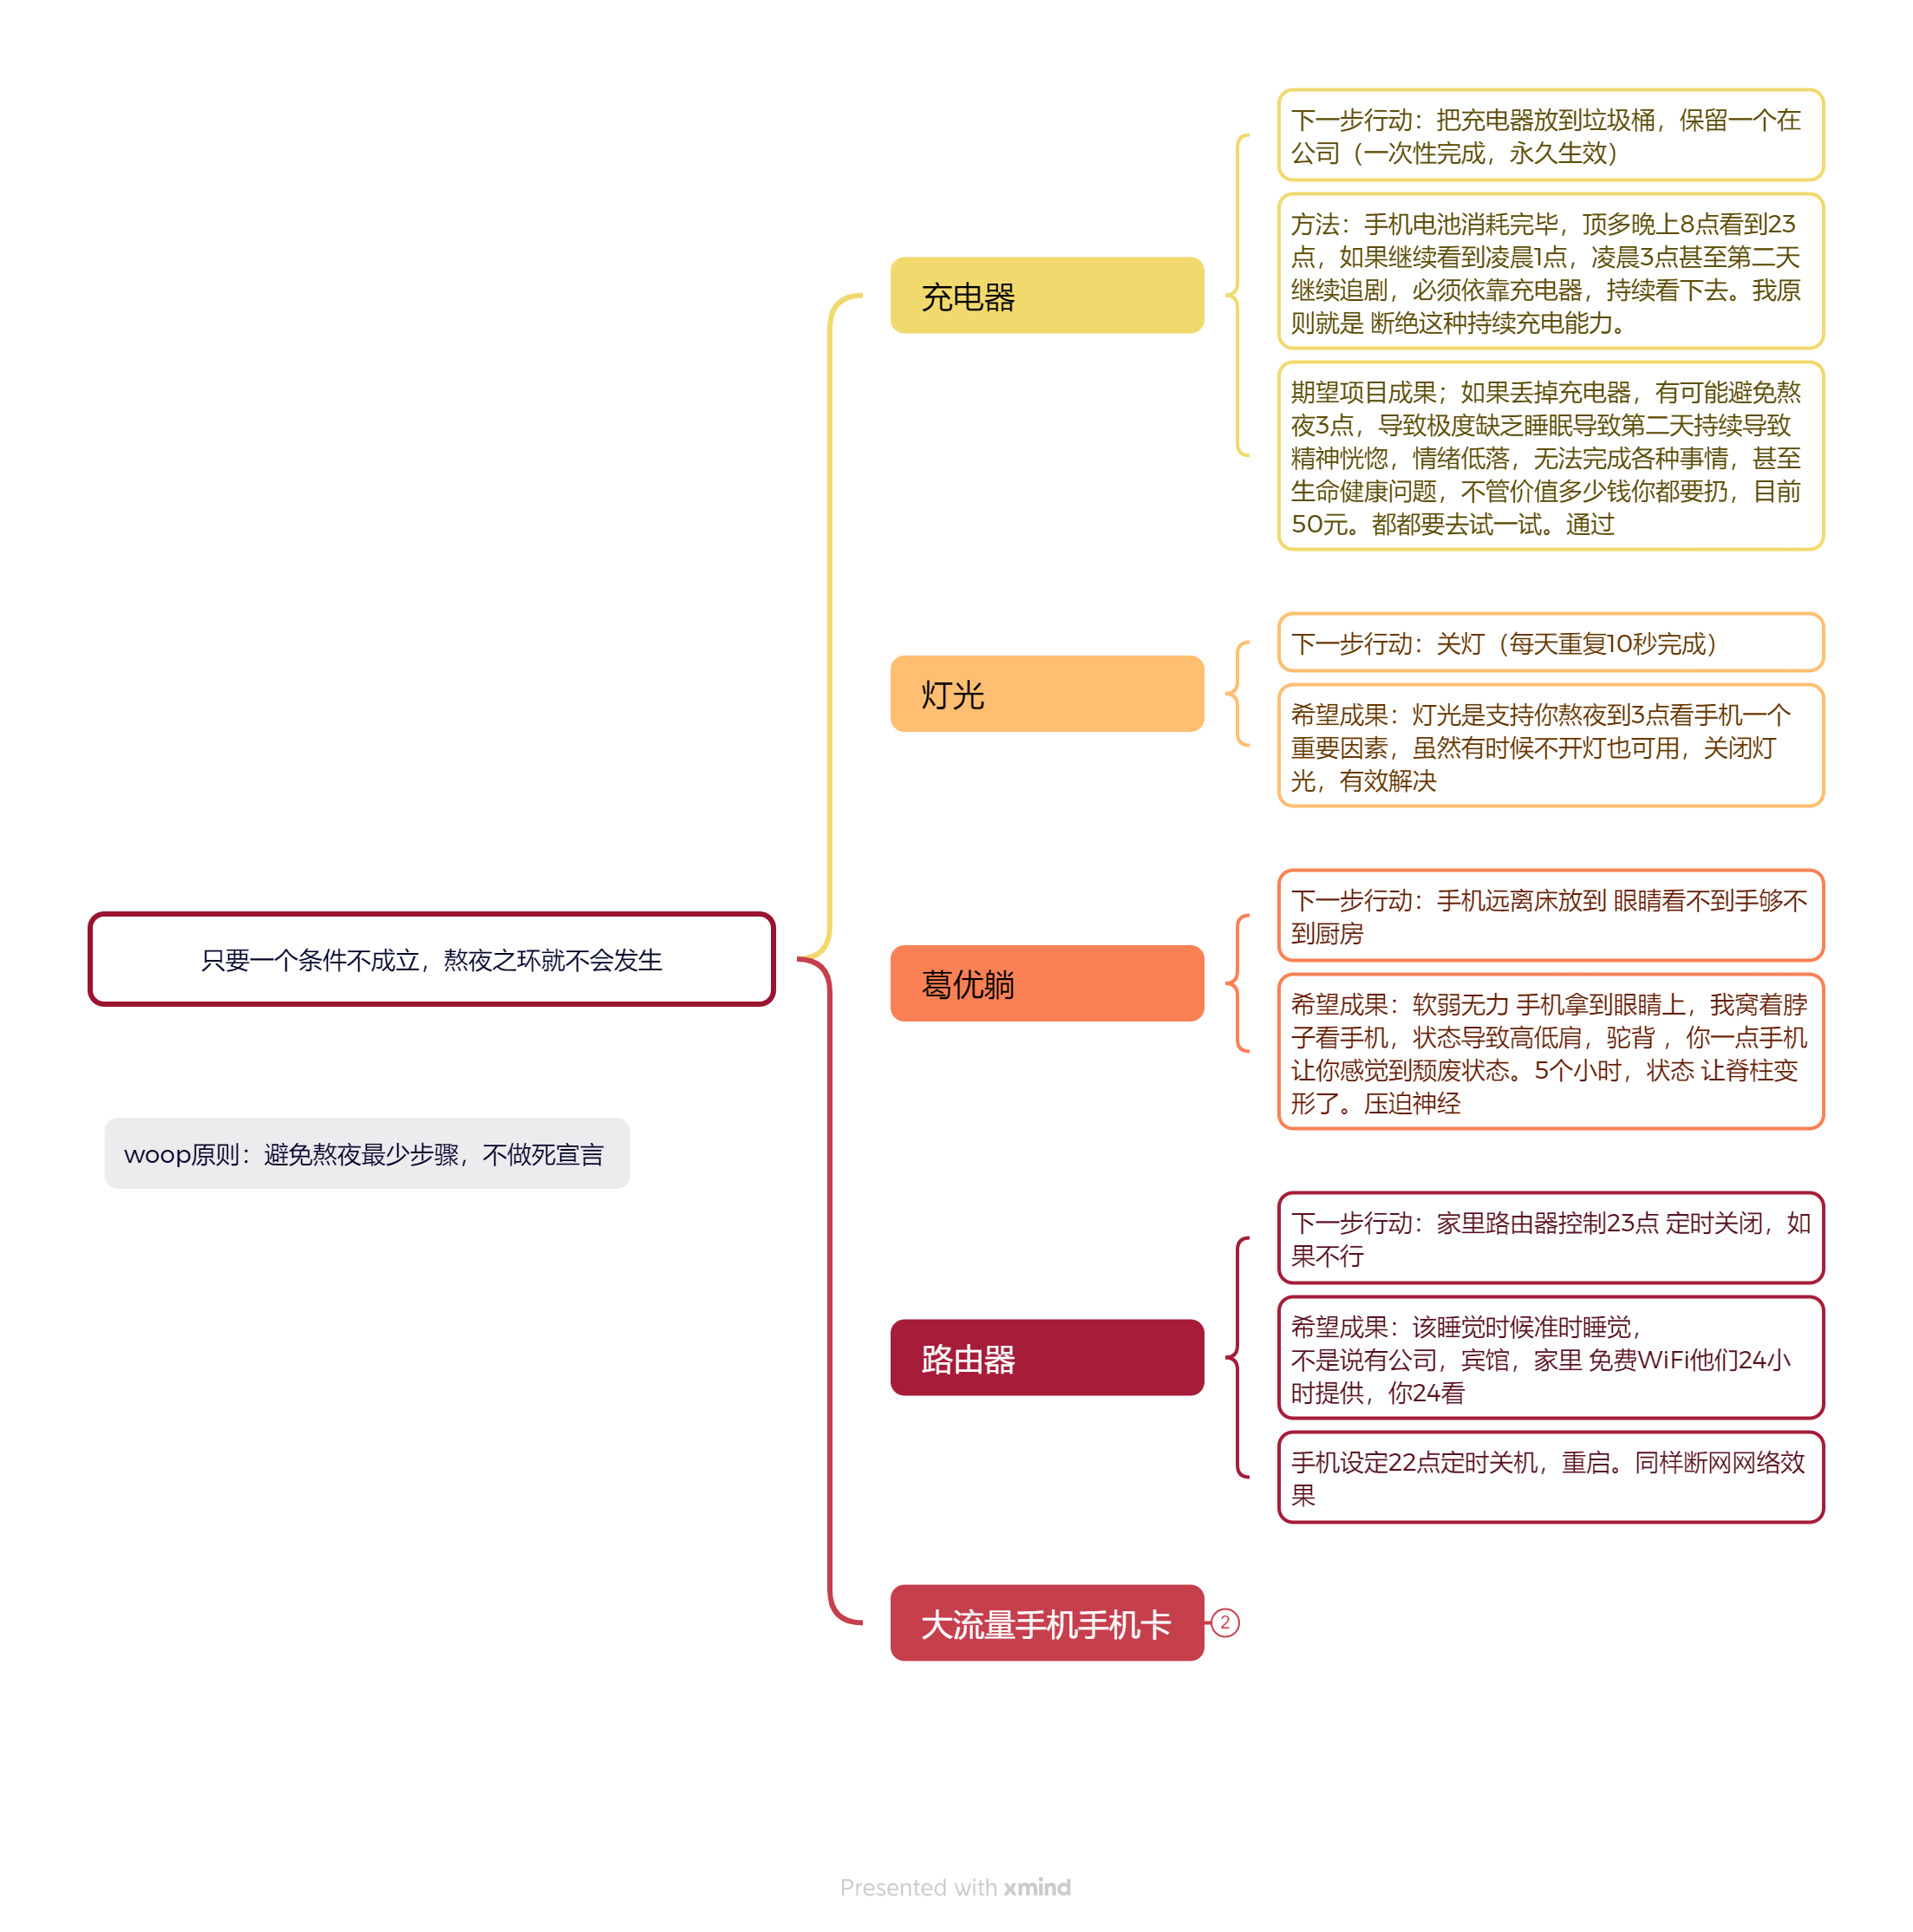 下一步行动：把充电器放到垃圾桶，保留一个在
公司（一次性完成，永久生效）
方法：手机电池消耗完毕，顶多晚上8点看到23
点，如果继续看到凌晨1点，凌晨3点甚至第二天
继续追剧，必须依靠充电器，持续看下去。我原
则就是 断绝这种持续充电能力。
充电器
期望项目成果；如果丢掉充电器，有可能避免熬
夜3点，导致极度缺乏睡眠导致第二天持续导致
精神恍惚，情绪低落，无法完成各种事情，甚至
生命健康问题，不管价值多少钱你都要扔，目前
50元。都都要去试一试。通过
灯光
下一步行动：关灯（每天重复10秒完成）
希望成果：灯光是支持你熬夜到3点看手机一个
重要因素，虽然有时候不开灯也可用，关闭灯
光，有效解决
葛优躺
下一步行动：手机远离床放到 眼睛看不到手够不
到厨房
希望成果：软弱无力 手机拿到眼睛上，我窝着脖
子看手机，状态导致高低肩，驼背 ，你一点手机
让你感觉到颓废状态。5个小时，状态 让脊柱变
形了。压迫神经
只要一个条件不成立，熬夜之环就不会发生
woop原则：避免熬夜最少步骤，不做死宣言
路由器
下一步行动：家里路由器控制23点 定时关闭，如
果不行
希望成果：该睡觉时候准时睡觉，
不是说有公司，宾馆，家里 免费WiFi他们24小
时提供，你24看
手机设定22点定时关机，重启。同样断网网络效
果
大流量手机手机卡
2
Presented with xmind